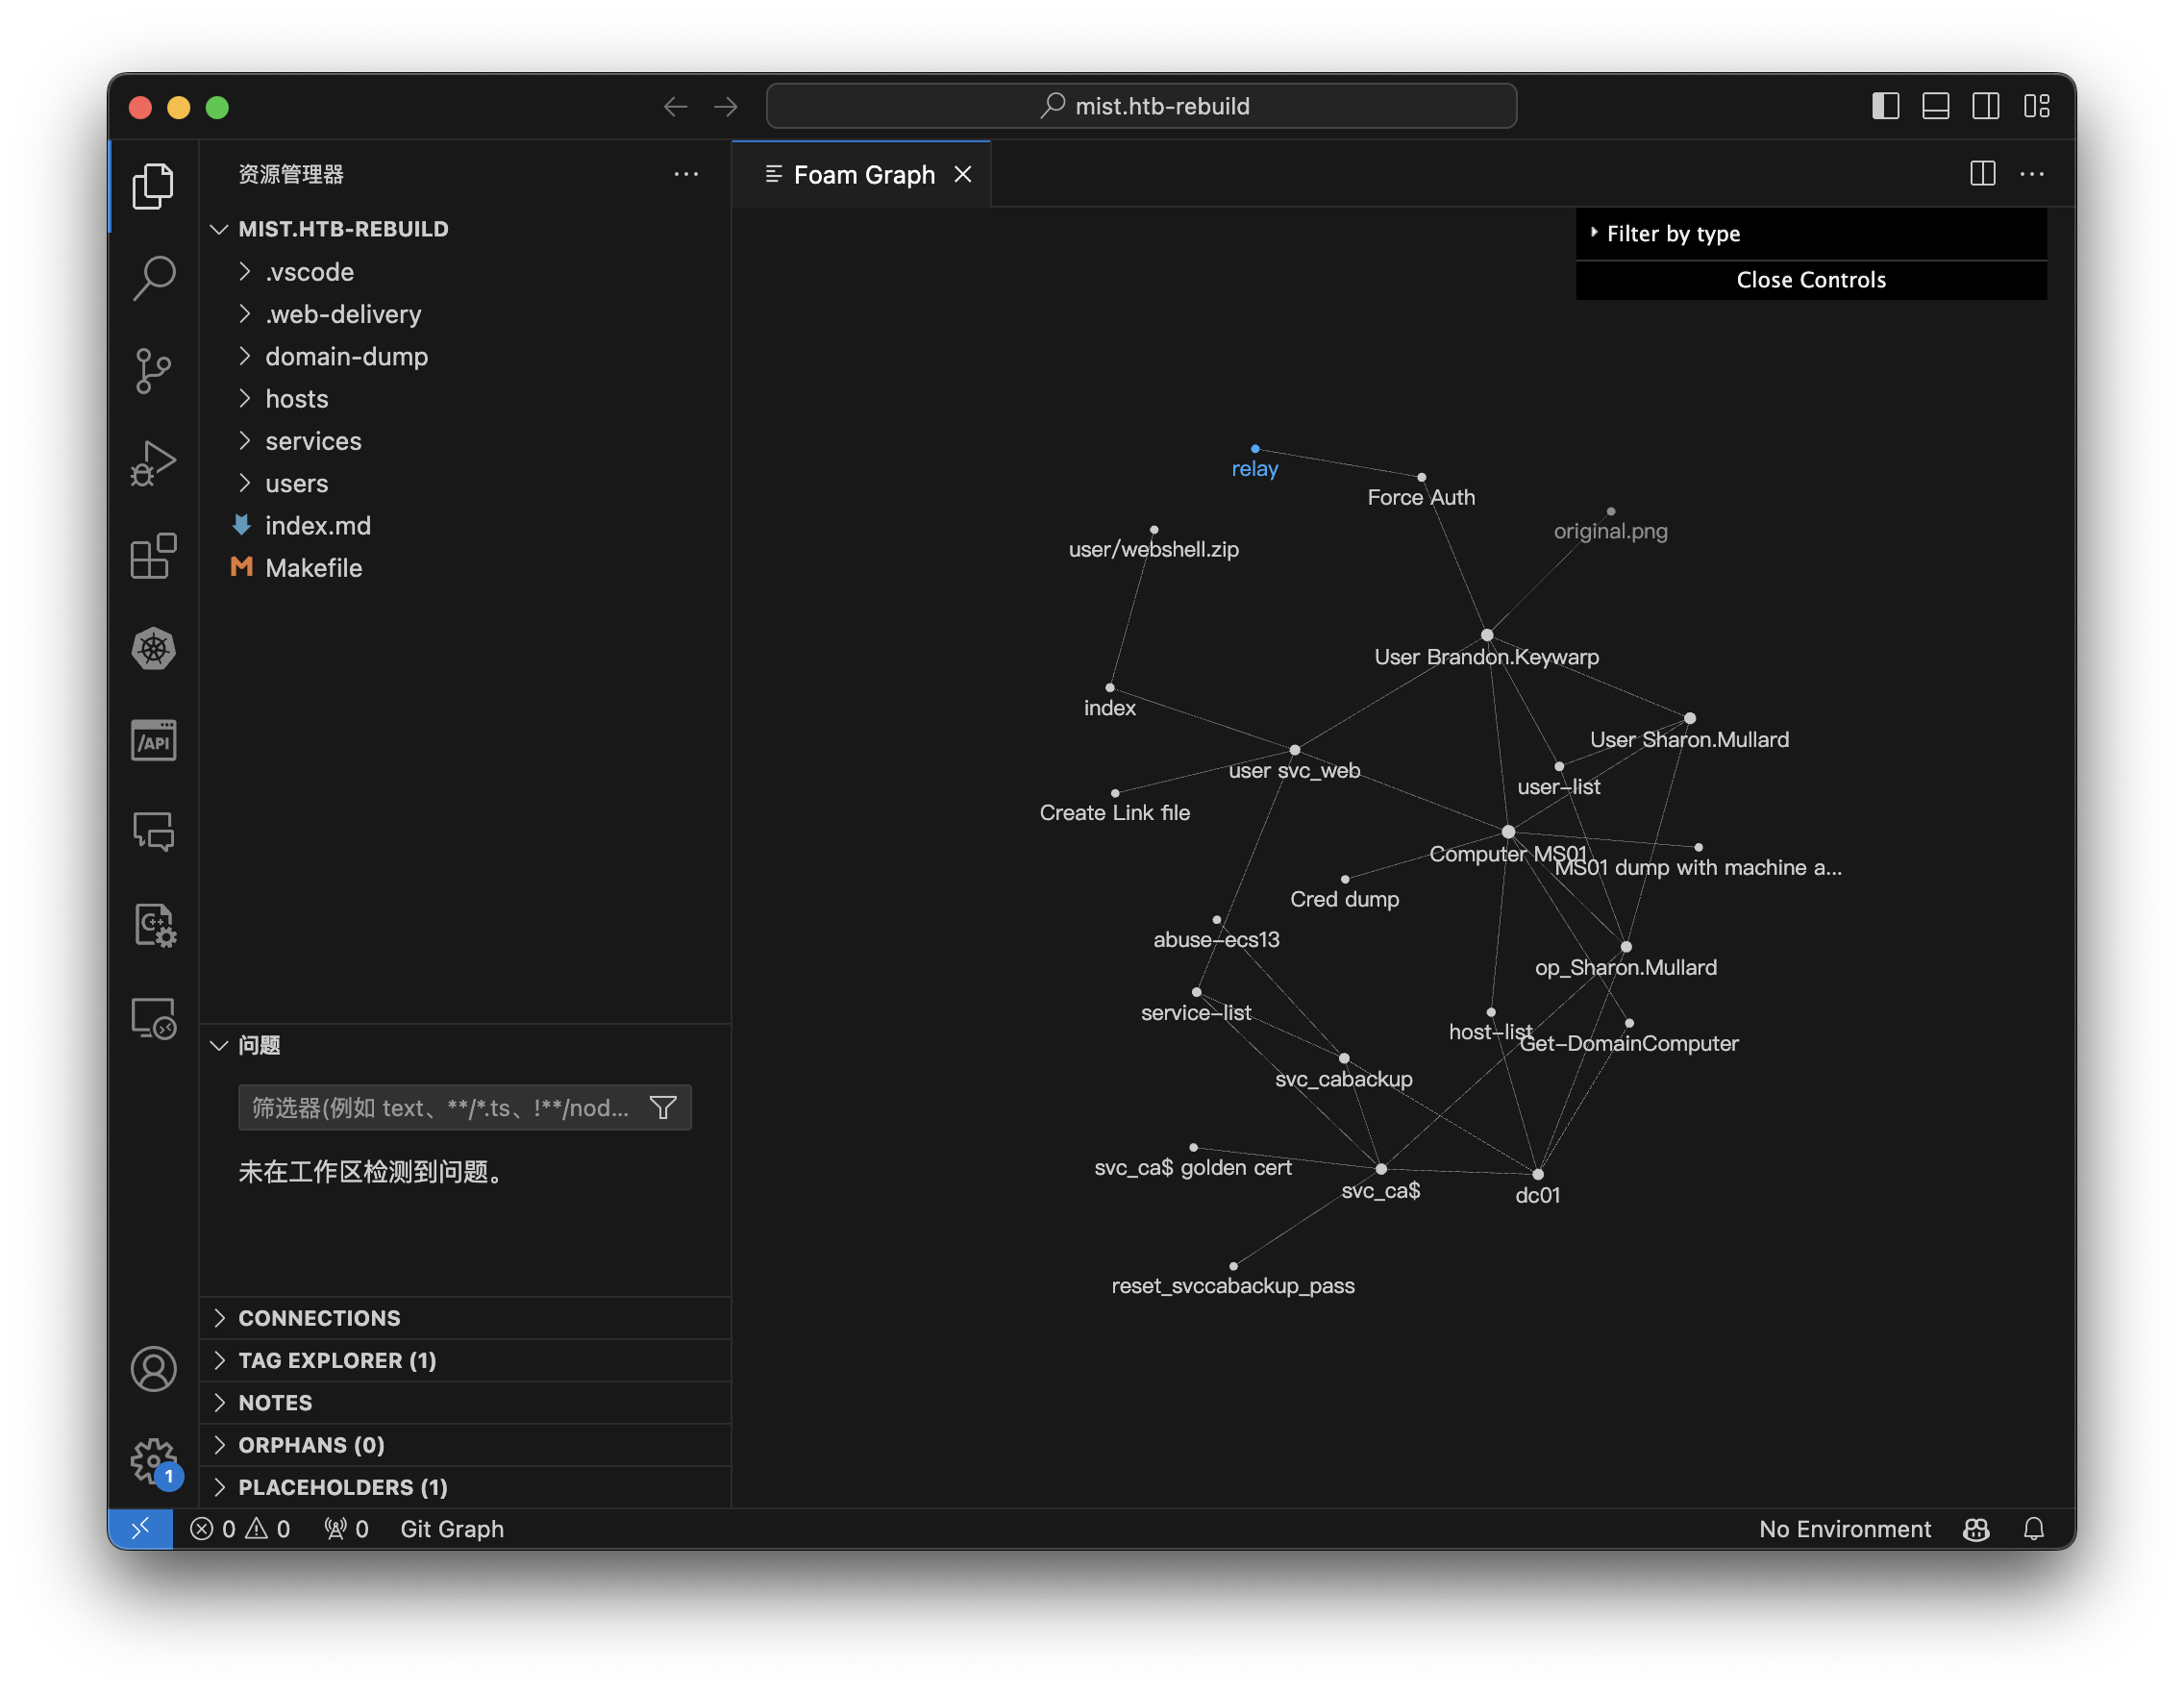 mist.htb-rebuild
资源管理器
MIST.HTB-REBUILD
.vscode
.web-delivery
domain-dump
hosts
services
users
index.md
M Makefile
/API
C++
问题
筛选器(例如 text、**/*.ts、!**/nod...
未在工作区检测到问题。
CONNECTIONS
TAG EXPLORER (1)
NOTES
ORPHANS (0)
PLACEHOLDERS (1)
1
Foam Graph
Filter by type
Close Controls
relay
Force Auth
original.png
user/webshell.zip
User Brandon.Keywarp
index
User Sharon.Mullard
user svc_web
user-list
Create Link file
Computer MS01
MS01 dump with machine a...
Cred dump
abuse-ecs13
op_Sharon.Mullard
service-list
host-list
Get-DomainComputer
svc_cabackup
svc_ca$ golden cert
svc_ca$
dc01
reset_svccabackup_pass
0 0 0 Git Graph
No Environment